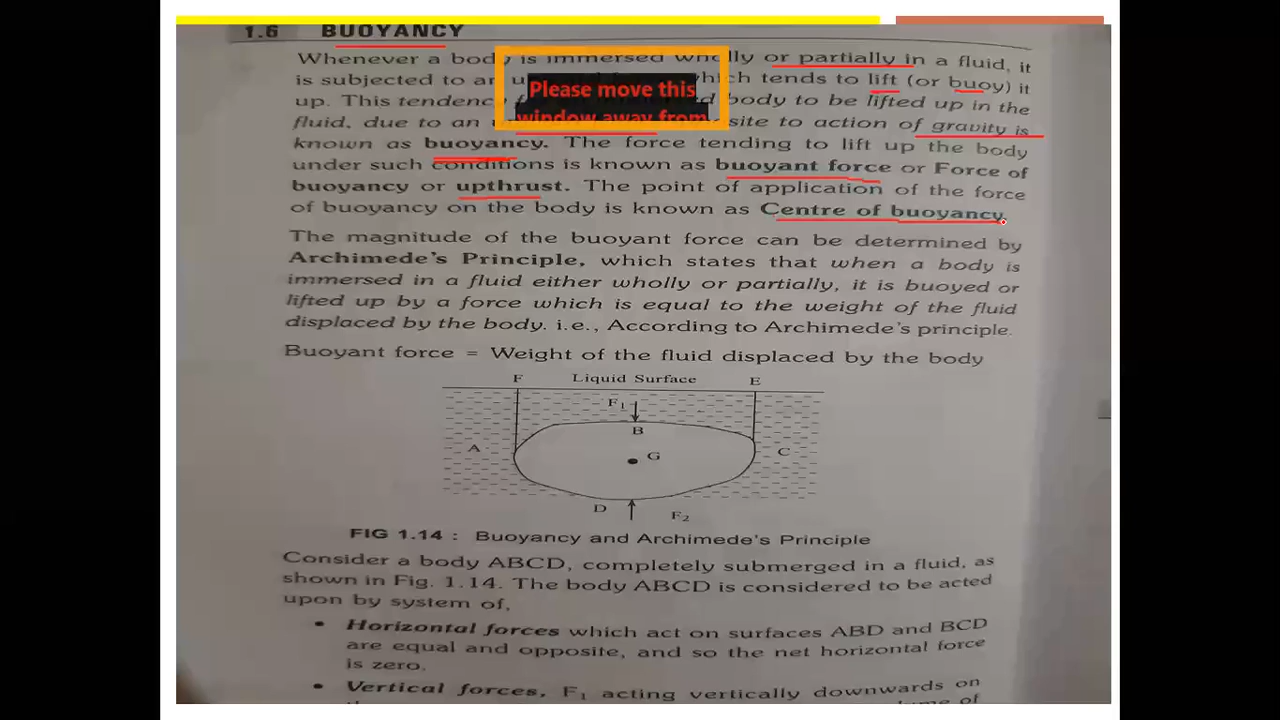 1.6 BUOYANCY
Whenever a body is immersed wholly or partially in a fluid, it
is subjected to an which tends to lift (or buoy) it
up. This tendency body to be lifted up in the
fluid, due to an to action of gravity is
known as buoyancy. The force tending to lift up the body
under such conditions is known as buoyant force or Force of
buoyancy or upthrust. The point of application of the force
of buoyancy on the body is known as Centre of buoyancy.
Please move this
window away from
The magnitude of the buoyant force can be determined by
Archimede's Principle, which states that when a body is
immersed in a fluid either wholly or partially, it is buoyed or
lifted up by a force which is equal to the weight of the fluid
displaced by the body. i.e., According to Archimede's principle.
Buoyant force = Weight of the fluid displaced by the body
F Liquid Surface E
F1
B
A G C
D F2
FIG 1.14 : Buoyancy and Archimede's Principle
Consider a body ABCD, completely submerged in a fluid, as
shown in Fig. 1.14. The body ABCD is considered to be acted
upon by system of,
• Horizontal forces which act on surfaces ABD and BCD
are equal and opposite, and so the net horizontal force
is zero.
• Vertical forces, F1 acting vertically downwards on